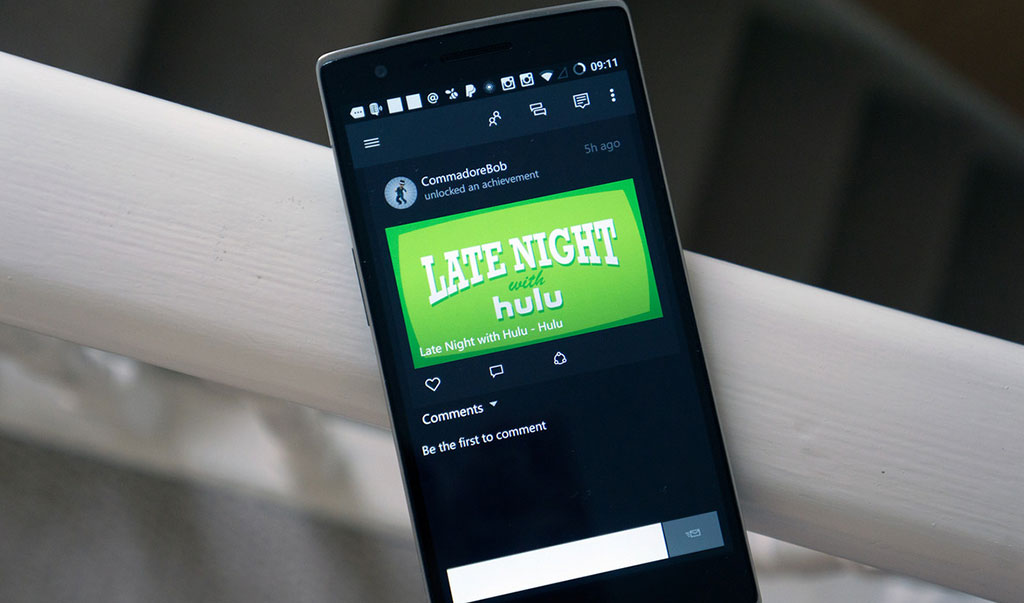 09:11
5h ago
CommadoreBob
unlocked an achievement
LATE NIGHT
with
hulu
Late Night with Hulu - Hulu
Comments
Be the first to comment